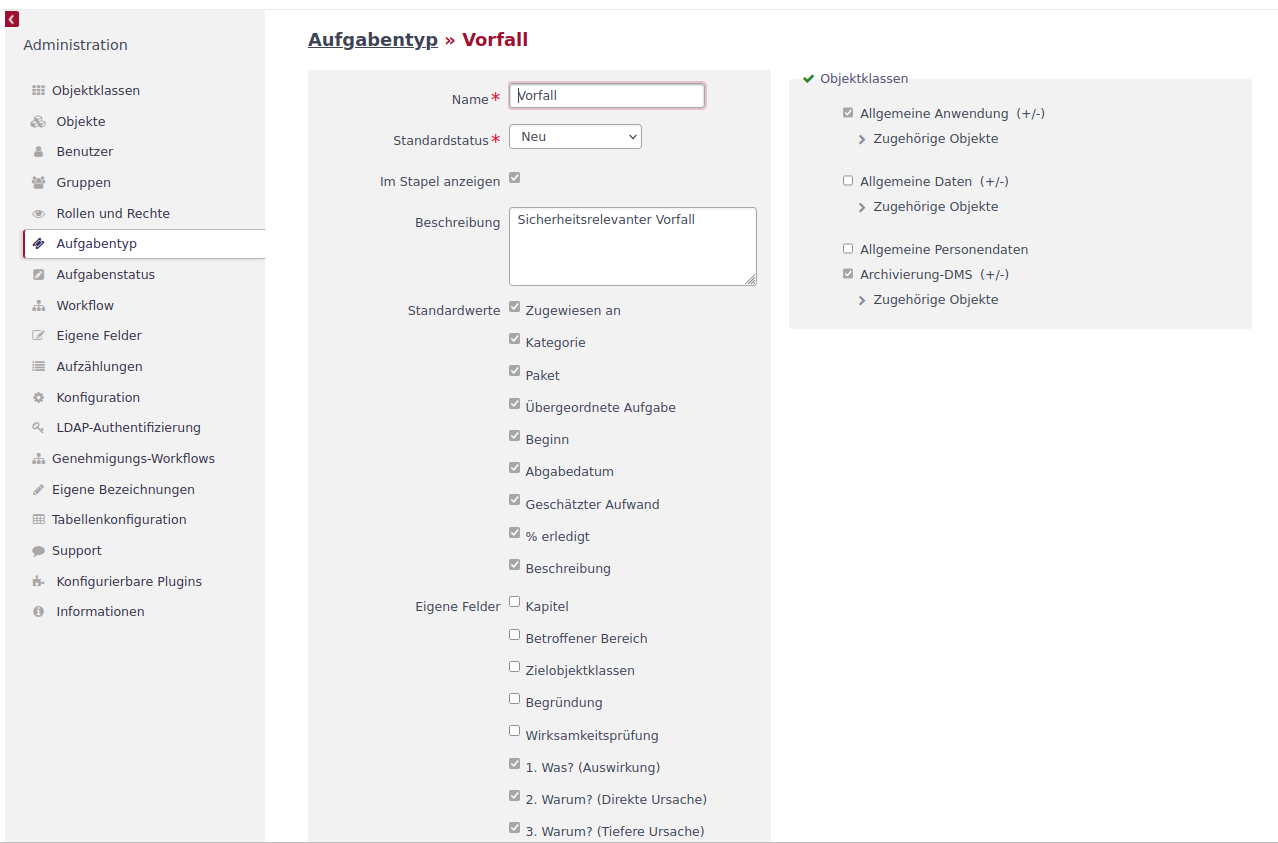 Administration
Objektklassen
Objekte
Benutzer
Gruppen
Rollen und Rechte
Aufgabentyp
Aufgabenstatus
Workflow
Eigene Felder
Aufzählungen
Konfiguration
LDAP-Authentifizierung
Genehmigungs-Workflows
Eigene Bezeichnungen
Tabellenkonfiguration
Support
Konfigurierbare Plugins
Informationen
Aufgabentyp » Vorfall
Name * Vorfall
Standardstatus * Neu
Im Stapel anzeigen
Beschreibung Sicherheitsrelevanter Vorfall
Standardwerte Zugewiesen an
Kategorie
Paket
Übergeordnete Aufgabe
Beginn
Abgabedatum
Geschätzter Aufwand
% erledigt
Beschreibung
Eigene Felder Kapitel
Betroffener Bereich
Zielobjektklassen
Begründung
Wirksamkeitsprüfung
1. Was? (Auswirkung)
2. Warum? (Direkte Ursache)
3. Warum? (Tiefere Ursache)
Objektklassen
Allgemeine Anwendung (+/-)
Zugehörige Objekte
Allgemeine Daten (+/-)
Zugehörige Objekte
Allgemeine Personendaten
Archivierung-DMS (+/-)
Zugehörige Objekte